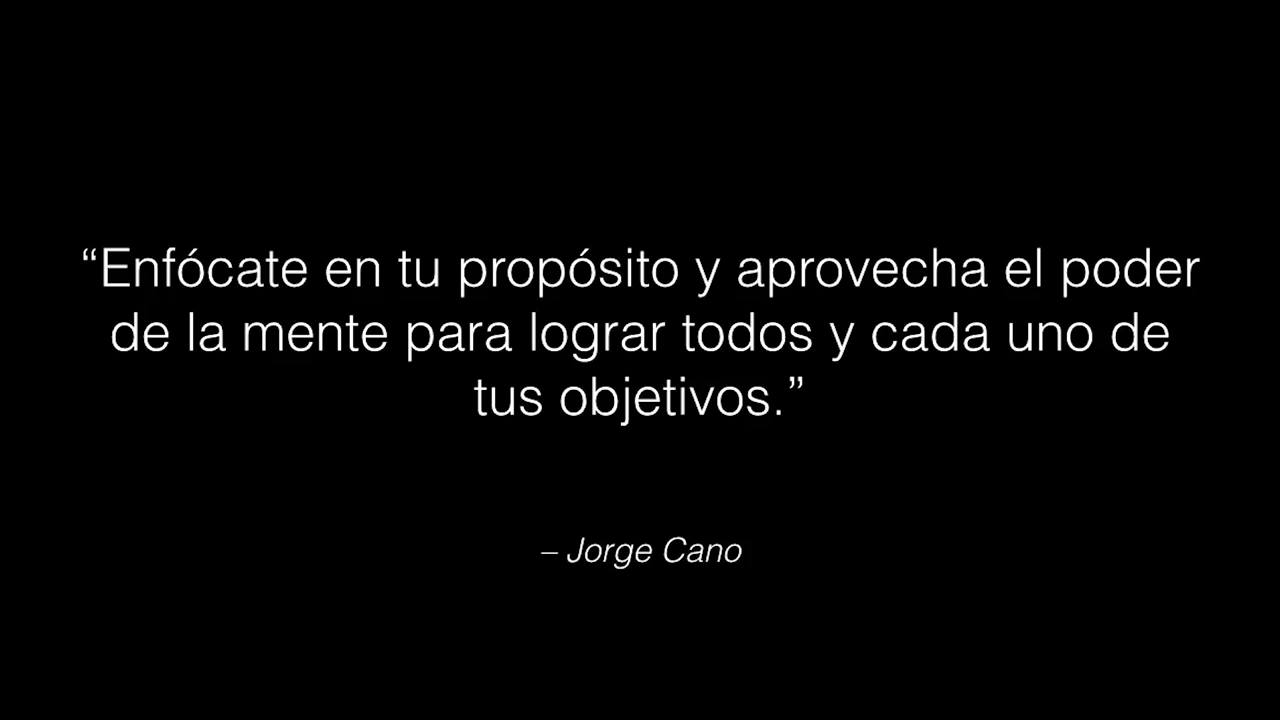 “Enfócate en tu propósito y aprovecha el poder
de la mente para lograr todos y cada uno de
tus objetivos.”
– Jorge Cano